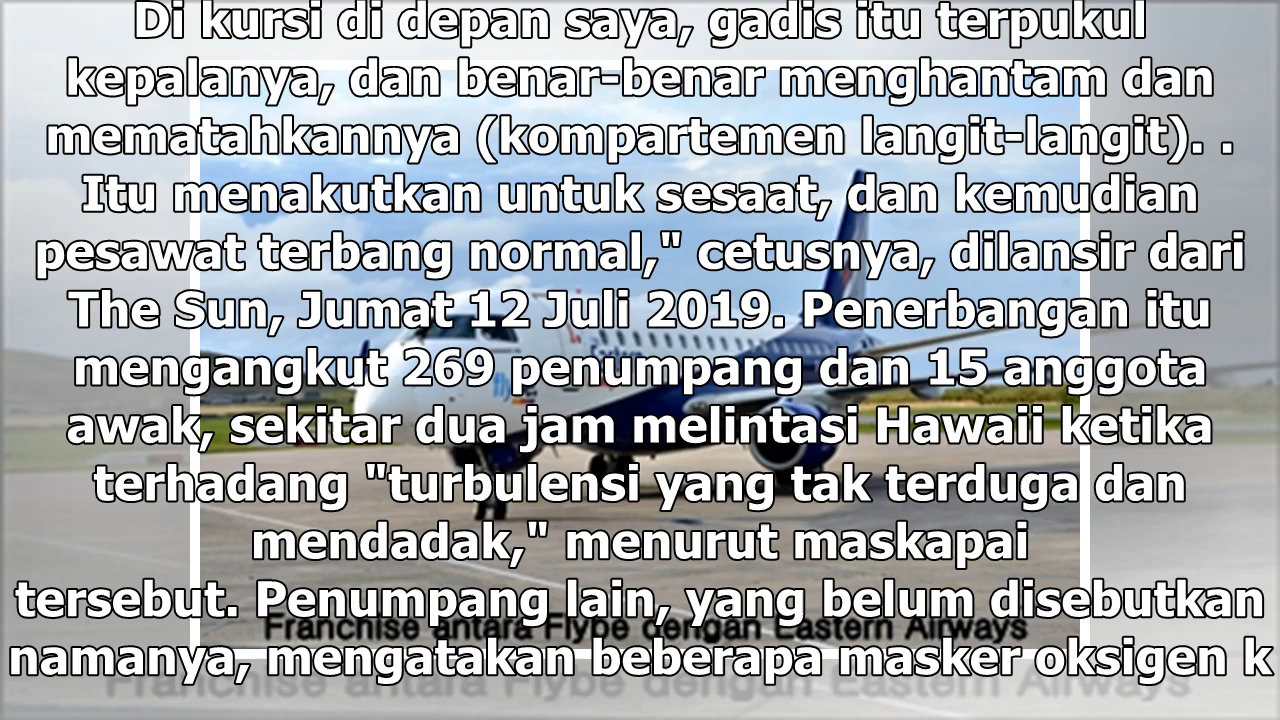 Di kursi di depan saya, gadis itu terpukul
kepalanya, dan benar-benar menghantam dan
mematahkannya (kompartemen langit-langit). .
Itu menakutkan untuk sesaat, dan kemudian
pesawat terbang normal," cetusnya, dilansir dari
The Sun, Jumat 12 Juli 2019. Penerbangan itu
mengangkut 269 penumpang dan 15 anggota
awak, sekitar dua jam melintasi Hawaii ketika
terhadang "turbulensi yang tak terduga dan
mendadak," menurut maskapai
tersebut. Penumpang lain, yang belum disebutkan
Franchise antara Flybe dengan Eastern Airways
namanya, mengatakan beberapa masker oksigen k
Franchise antara Flybe dengan Eastern Airways